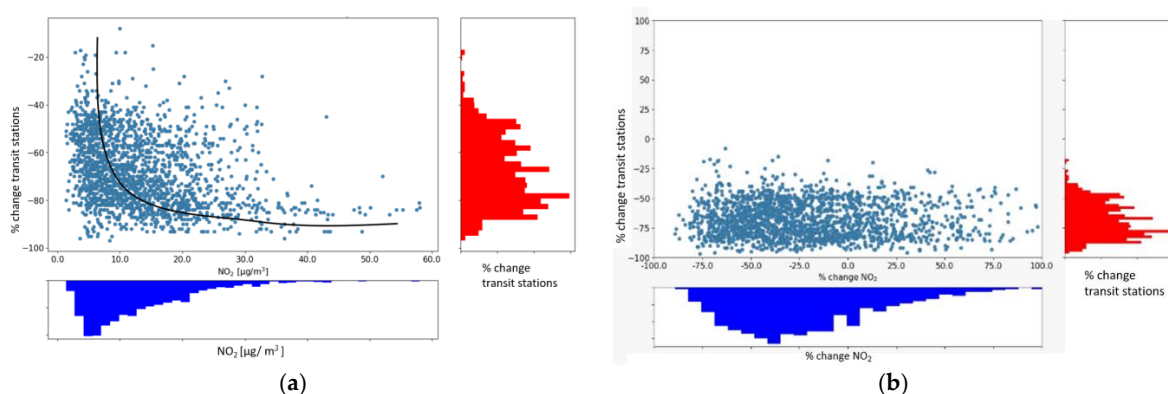 −20
−40
−60
−80
−100
% change transit stations
0.0
10.0
20.0
30.0
40.0
50.0
60.0
NO₂ [µg/m³]
NO₂ [µg/ m³]
% change
transit stations
(a)
100
75
50
25
0
−25
−50
−75
−100
% change transit stations
-100.0
-75.0
-50.0
-25.0
0.0
25.0
50.0
75.0
100.0
% change NO₂
% change NO₂
% change
transit stations
(b)